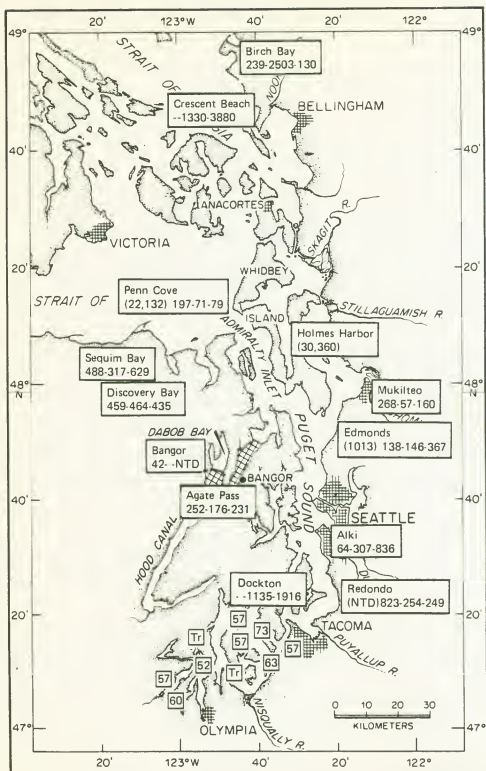 20'
123°W
40'
20'
122°
49°
49°
STRAIT OF
Birch Bay
239-2503-130
Crescent Beach
--1330-3880
BELLINGHAM
40'
40'
ANACORTES
SKAGIT R.
VICTORIA
20'
20'
WHIDBEY
Penn Cove
(22,132) 197-71-79
STRAIT OF
ISLAND
STILLAGUAMISH R.
ADMIRALTY INLET
Holmes Harbor
(30,360)
Sequim Bay
488-317-629
48°
N
48°
N
Discovery Bay
459-464-435
Mukilteo
268-57-160
DABOB BAY
PUGET SOUND
Edmonds
(1013) 138-146-367
Bangor
42- -NTD
BANGOR
40'
40'
Agate Pass
252-176-231
SEATTLE
HOOD CANAL
Alki
64-307-836
Dockton
- -1135-1916
Redondo
(NTD)823-254-249
20'
20'
57
73
TACOMA
Tr
57
57
PUYALLUP R.
52
63
57
Tr
60
NISQUALLY R.
0 10 20 30
KILOMETERS
47°
47°
OLYMPIA
20'
123°W
40'
20'
122°